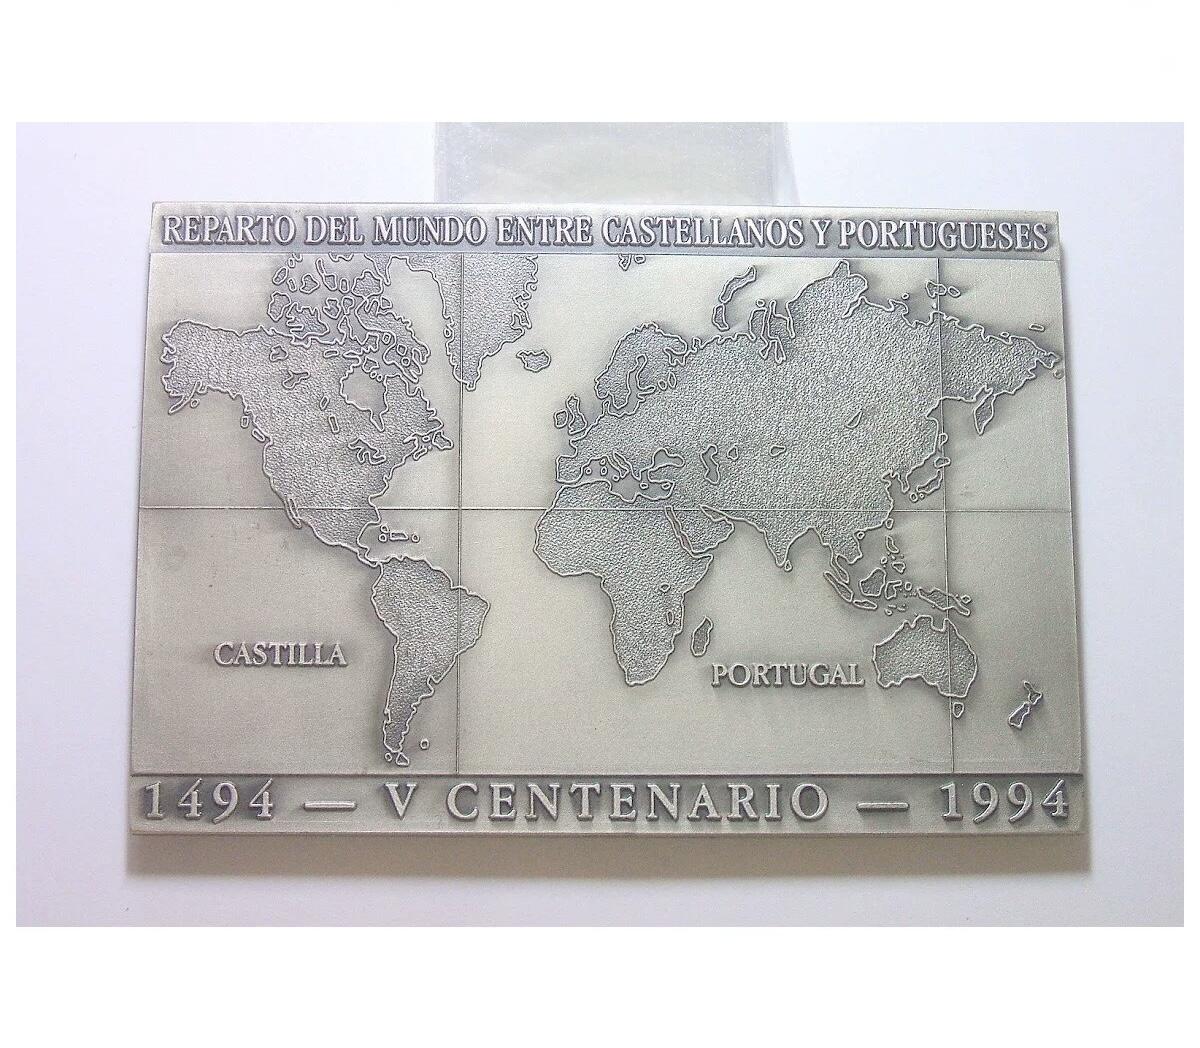 REPARTO DEL MUNDO ENTRE CASTELLANOS Y PORTUGUESES
CASTILLA
PORTUGAL
1494 — V CENTENARIO — 1994